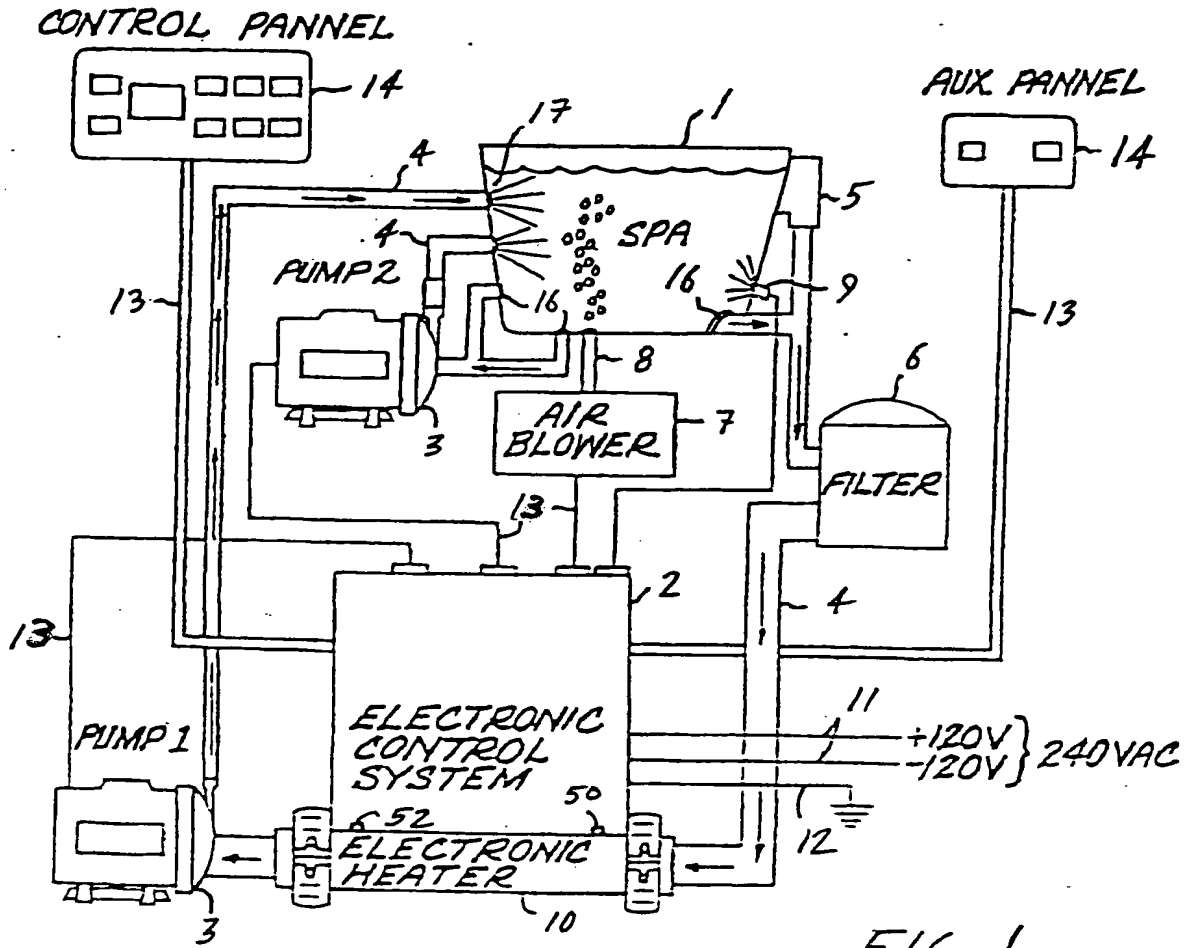 CONTROL PANNEL
14
AUX PANNEL
14
1
17
4
5
SPA
4
PUMP 2
16
9
16
13
13
8
6
3
AIR
BLOWER
7
FILTER
13
2
4
13
ELECTRONIC
CONTROL
SYSTEM
11
+120V
-120V
240VAC
PUMP 1
52
50
12
ELECTRONIC
HEATER
3
10
FIG. 1